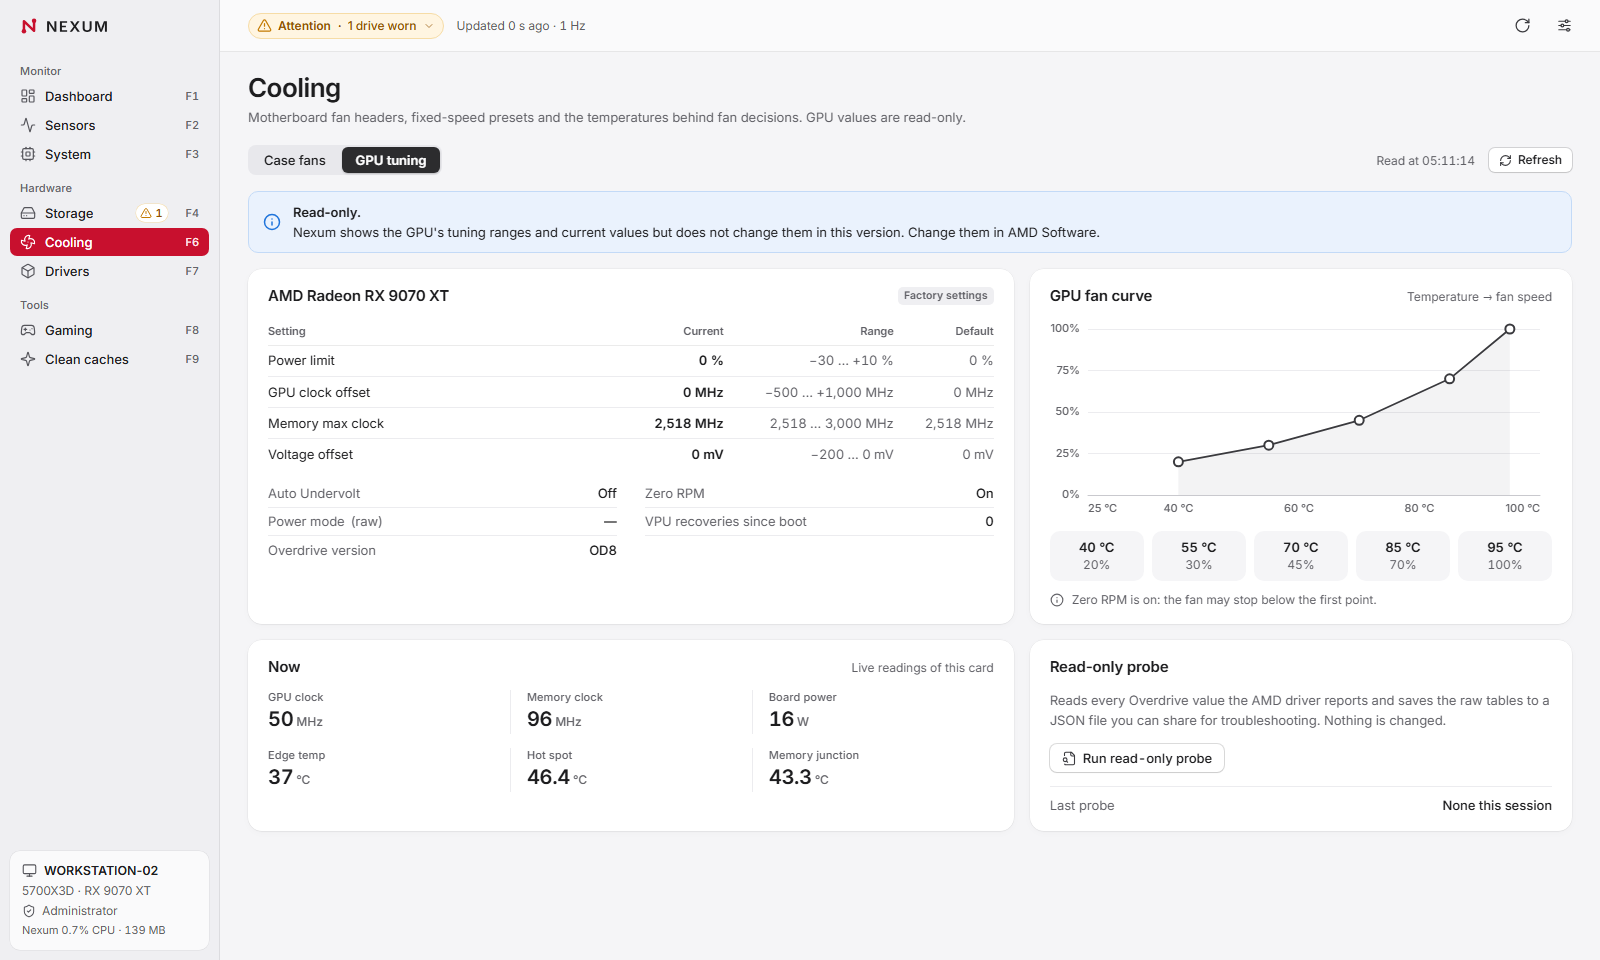 NEXUM
Attention · 1 drive worn
Updated 0 s ago · 1 Hz
Monitor
Dashboard F1
Sensors F2
System F3
Hardware
Storage 1 F4
Cooling F6
Drivers F7
Tools
Gaming F8
Clean caches F9
WORKSTATION-02
5700X3D · RX 9070 XT
Administrator
Nexum 0.7% CPU · 139 MB
Cooling
Motherboard fan headers, fixed-speed presets and the temperatures behind fan decisions. GPU values are read-only.
Case fans GPU tuning
Read at 05:11:14 Refresh
Read-only.
Nexum shows the GPU's tuning ranges and current values but does not change them in this version. Change them in AMD Software.
AMD Radeon RX 9070 XT Factory settings
Setting Current Range Default
Power limit 0 % −30 … +10 % 0 %
GPU clock offset 0 MHz −500 … +1,000 MHz 0 MHz
Memory max clock 2,518 MHz 2,518 … 3,000 MHz 2,518 MHz
Voltage offset 0 mV −200 … 0 mV 0 mV
Auto Undervolt Off Zero RPM On
Power mode (raw) — VPU recoveries since boot 0
Overdrive version OD8
GPU fan curve Temperature → fan speed
100%
75%
50%
25%
0%
25 °C 40 °C 60 °C 80 °C 100 °C
40 °C 55 °C 70 °C 85 °C 95 °C
20% 30% 45% 70% 100%
Zero RPM is on: the fan may stop below the first point.
Now Live readings of this card
GPU clock Memory clock Board power
50 MHz 96 MHz 16 W
Edge temp Hot spot Memory junction
37 °C 46.4 °C 43.3 °C
Read-only probe
Reads every Overdrive value the AMD driver reports and saves the raw tables to a
JSON file you can share for troubleshooting. Nothing is changed.
Run read-only probe
Last probe None this session